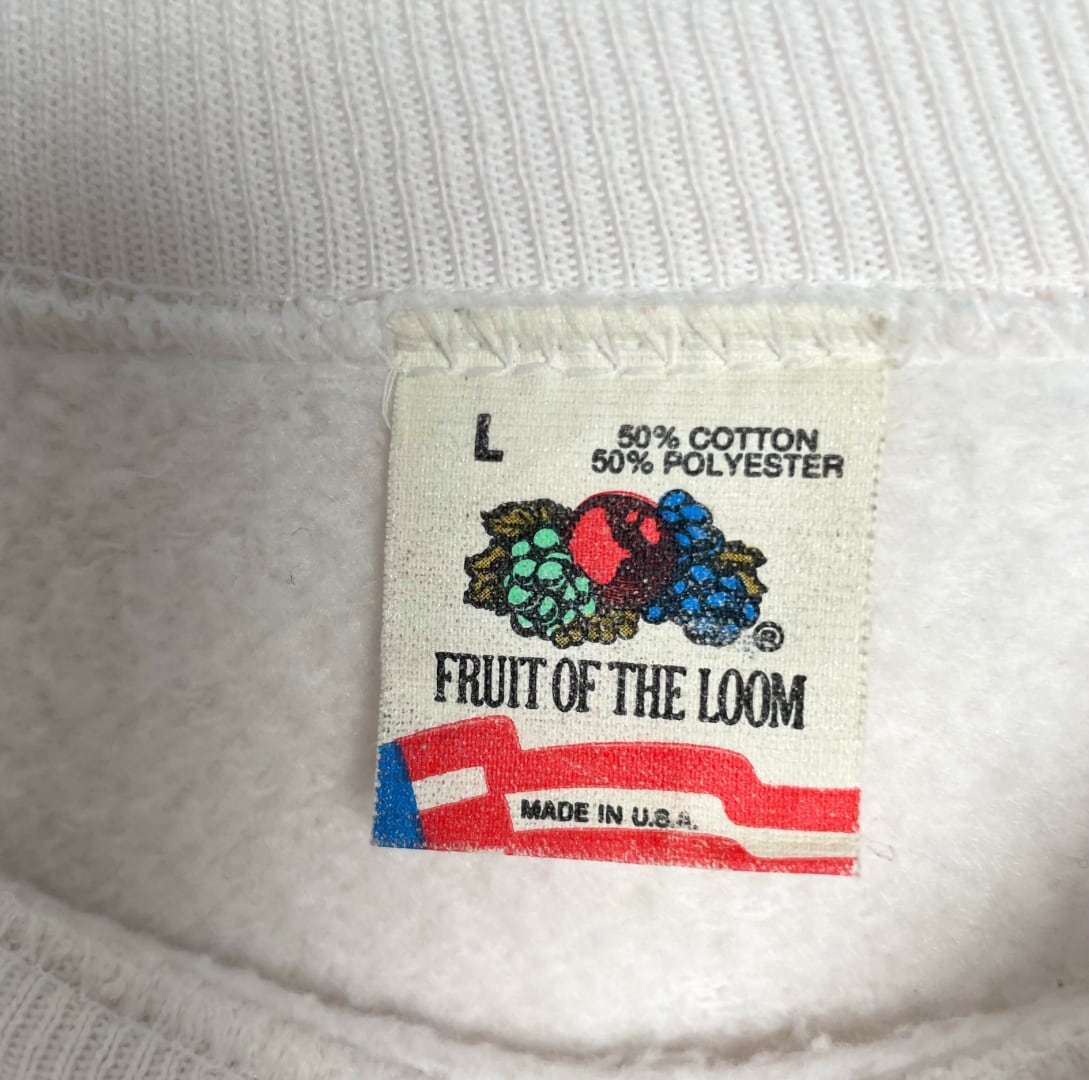 L
50% COTTON
50% POLYESTER
®
FRUIT OF THE LOOM
MADE IN U.S.A.